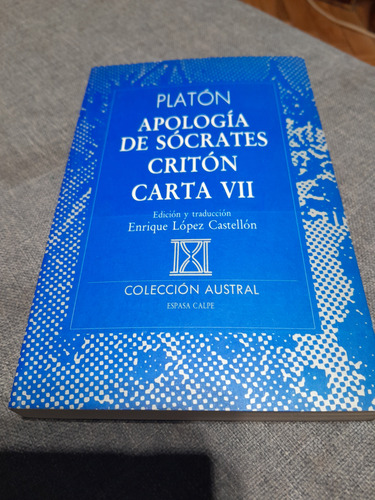 PLATÓN
APOLOGÍA
DE SÓCRATES
CRITÓN
CARTA VII
Edición y traducción
Enrique López Castellón
COLECCIÓN AUSTRAL
ESPASA CALPE